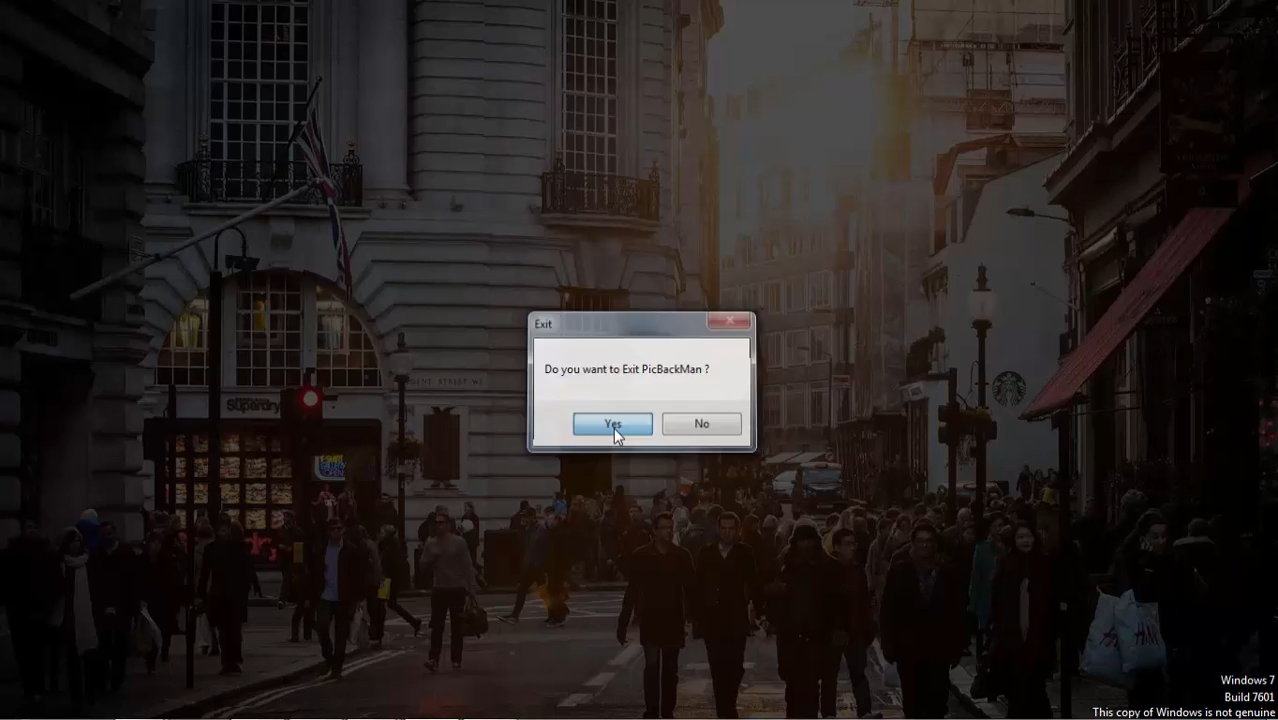 Exit
Do you want to Exit PicBackMan ?
Yes
No
Superdry
Windows 7
Build 7601
This copy of Windows is not genuine